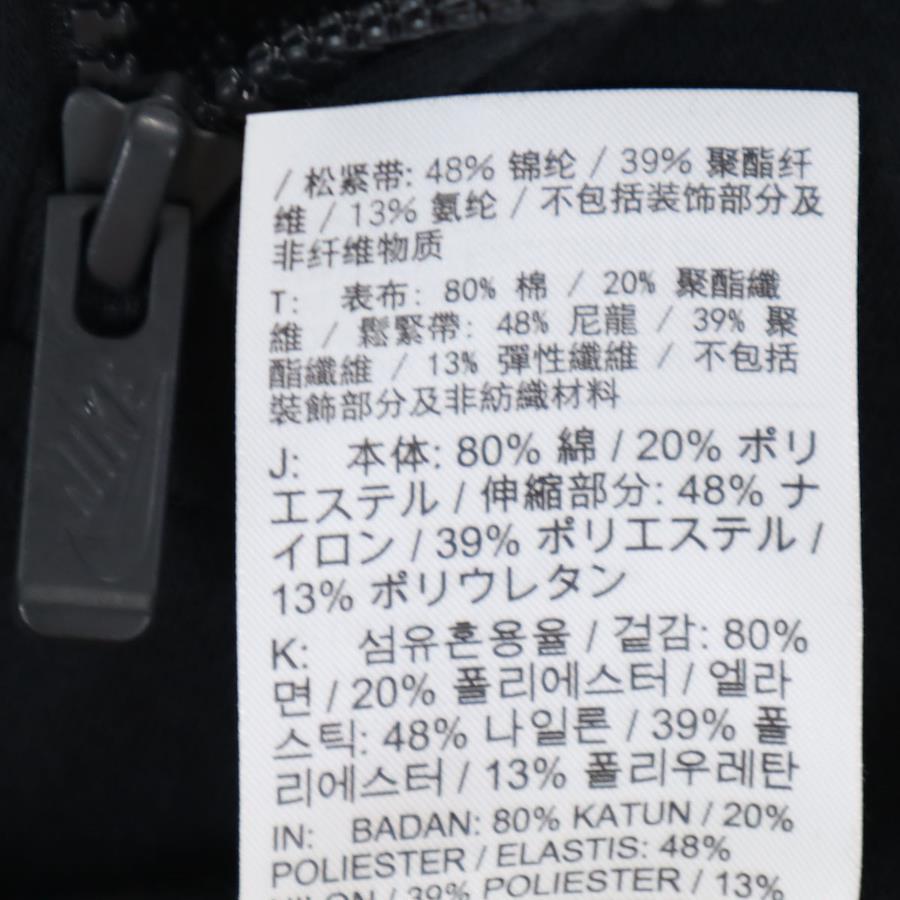 / 松紧带: 48% 锦纶 / 39% 聚酯纤
维 / 13% 氨纶 / 不包括装饰部分及
非纤维物质
T: 表布: 80% 棉 / 20% 聚酯纖
維 / 鬆緊帶: 48% 尼龍 / 39% 聚
酯纖維 / 13% 彈性纖維 / 不包括
裝飾部分及非紡織材料
J: 本体: 80% 綿 / 20% ポリ
エステル / 伸縮部分: 48% ナ
イロン / 39% ポリエステル /
13% ポリウレタン
K: 섬유혼용율 / 겉감: 80%
면 / 20% 폴리에스터 / 엘라
스틱: 48% 나일론 / 39% 폴
리에스터 / 13% 폴리우레탄
IN: BADAN: 80% KATUN / 20%
POLIESTER / ELASTIS: 48%
NILON / 39% POLIESTER / 13%
NIKE